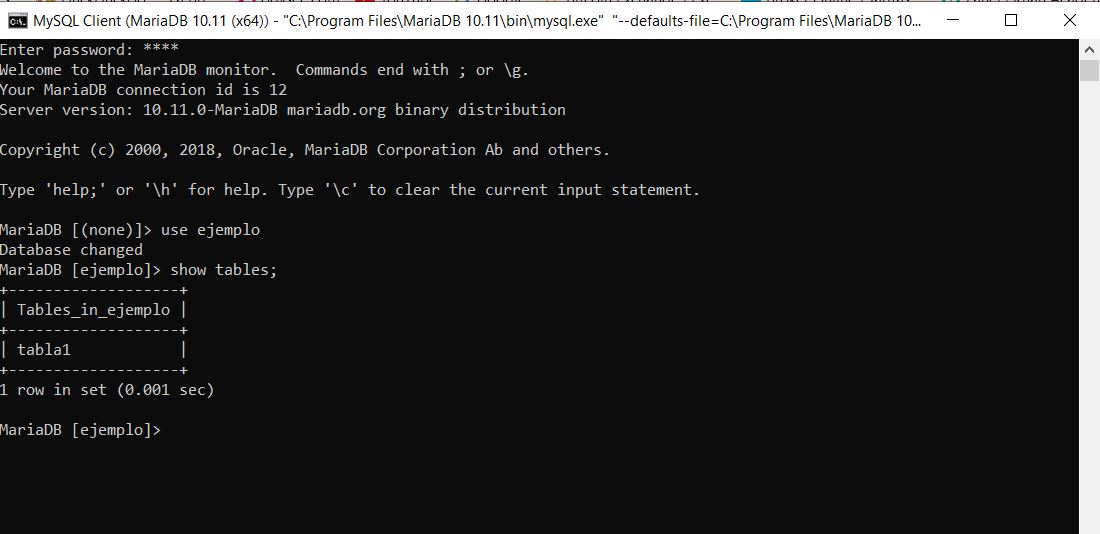 MySQL Client (MariaDB 10.11 (x64)) - "C:\Program Files\MariaDB 10.11\bin\mysql.exe" "--defaults-file=C:\Program Files\MariaDB 10...
Enter password: ****
Welcome to the MariaDB monitor.  Commands end with ; or \g.
Your MariaDB connection id is 12
Server version: 10.11.0-MariaDB mariadb.org binary distribution
Copyright (c) 2000, 2018, Oracle, MariaDB Corporation Ab and others.
Type 'help;' or '\h' for help. Type '\c' to clear the current input statement.
MariaDB [(none)]> use ejemplo
Database changed
MariaDB [ejemplo]> show tables;
+-------------------+
| Tables_in_ejemplo |
+-------------------+
| tabla1            |
+-------------------+
1 row in set (0.001 sec)
MariaDB [ejemplo]>